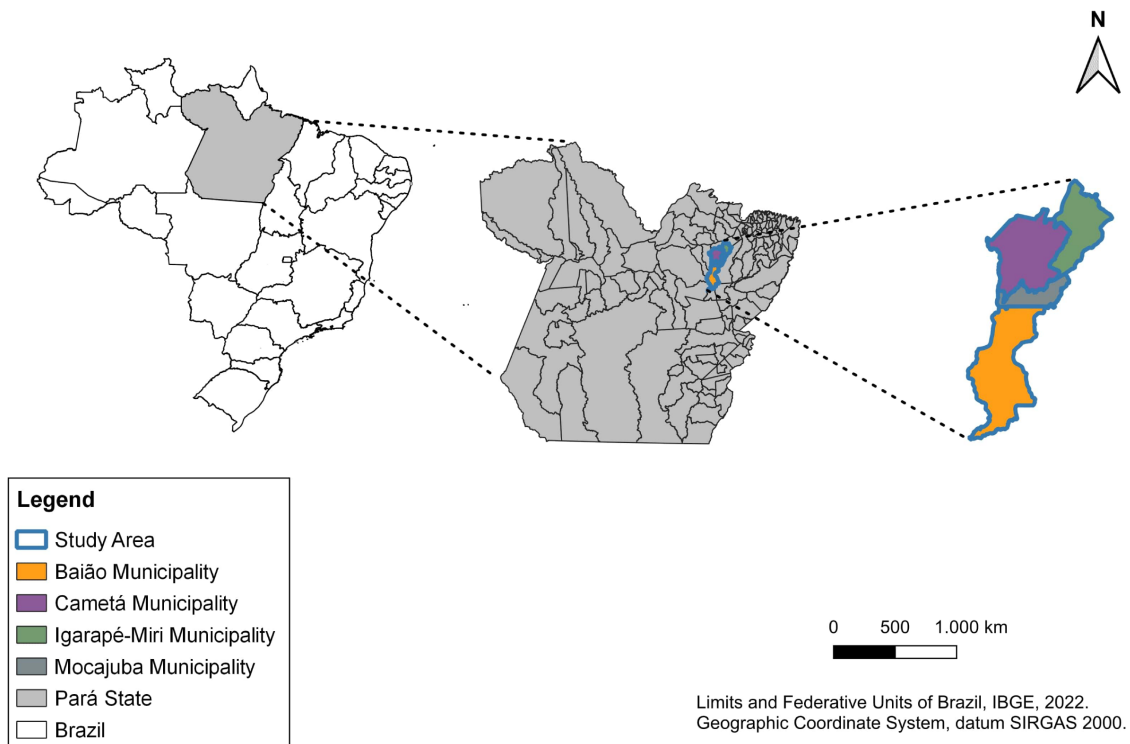 N
Legend
Study Area
Baião Municipality
Cametá Municipality
Igarapé-Miri Municipality
Mocajuba Municipality
Pará State
Brazil
0 500 1.000 km
Limits and Federative Units of Brazil, IBGE, 2022.
Geographic Coordinate System, datum SIRGAS 2000.